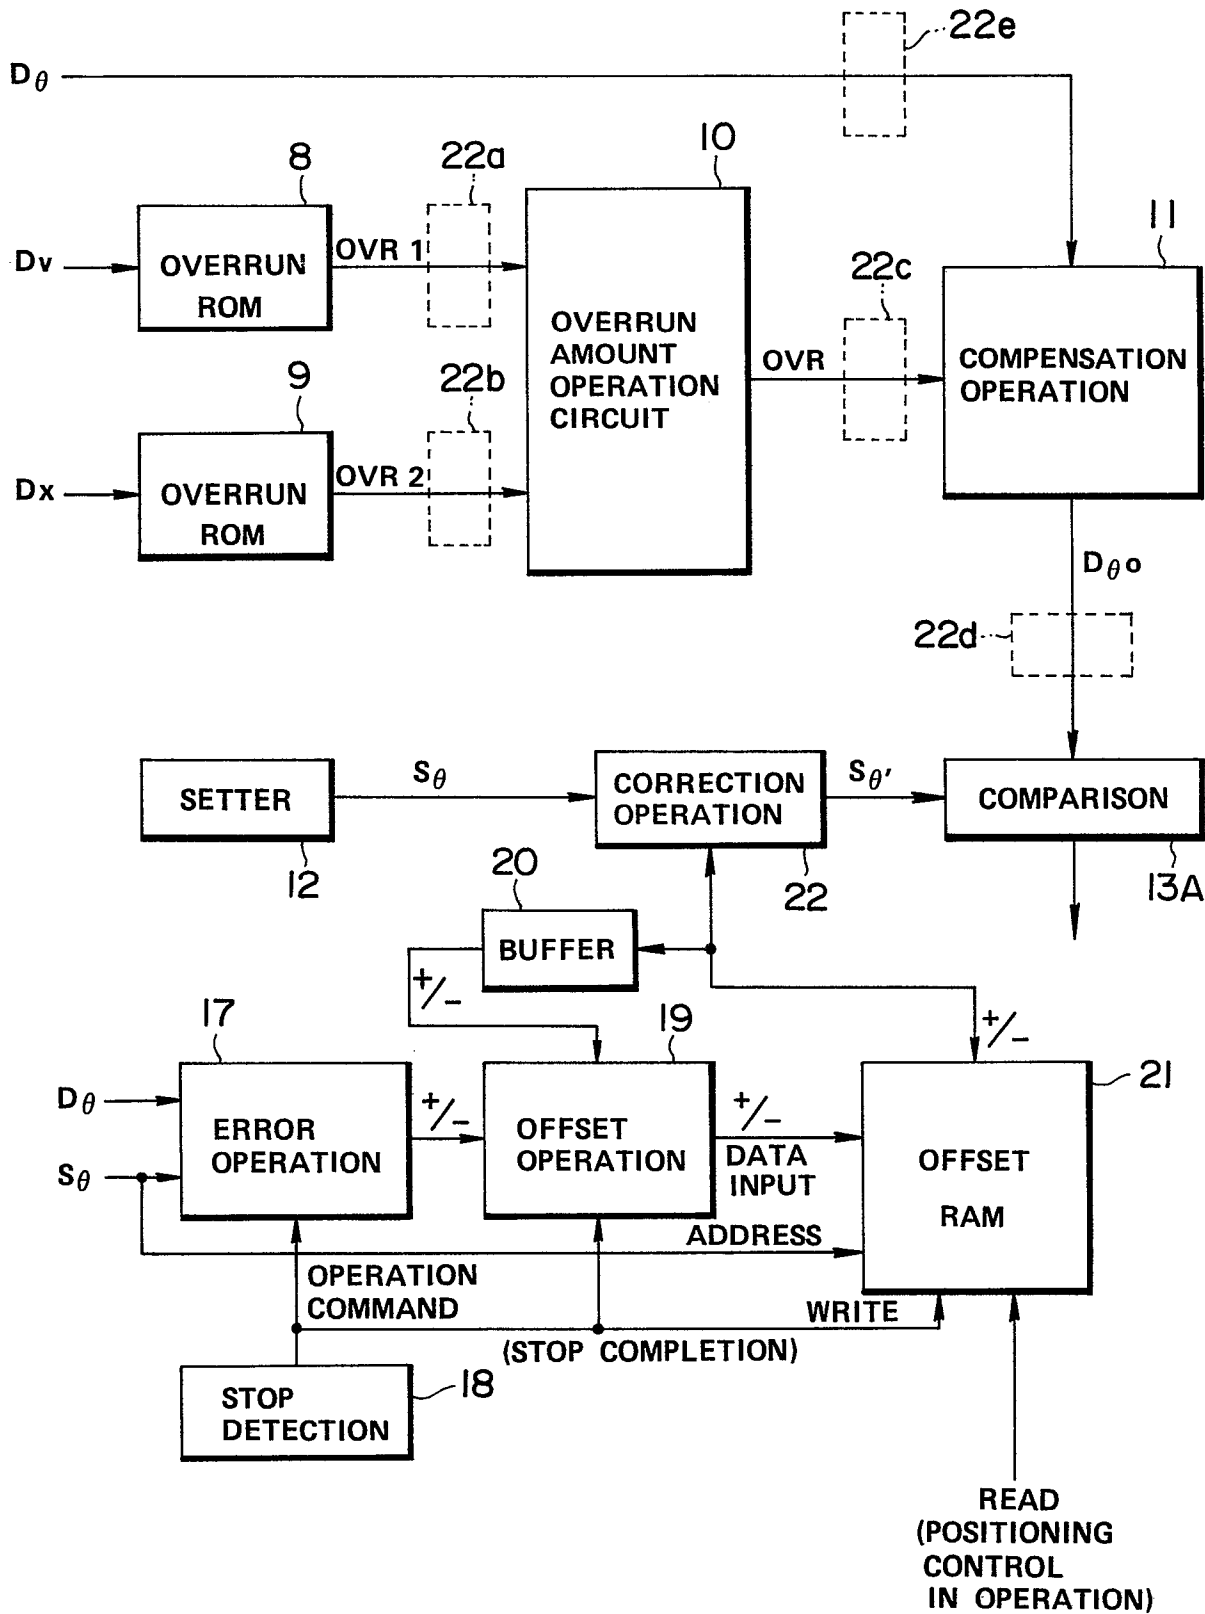 22e
Dθ
10
8
22a
11
Dv
OVERRUN
ROM
OVR 1
22c
OVERRUN
AMOUNT
OPERATION
CIRCUIT
OVR
COMPENSATION
OPERATION
9
22b
Dx
OVERRUN
ROM
OVR 2
Dθo
22d
SETTER
Sθ
CORRECTION
OPERATION
Sθ'
COMPARISON
12
20
22
13A
BUFFER
+/-
17
19
+/-
21
Dθ
Sθ
ERROR
OPERATION
+/-
OFFSET
OPERATION
+/-
DATA
INPUT
OFFSET
RAM
ADDRESS
OPERATION
COMMAND
WRITE
(STOP COMPLETION)
STOP
DETECTION
18
READ
(POSITIONING
CONTROL
IN OPERATION)